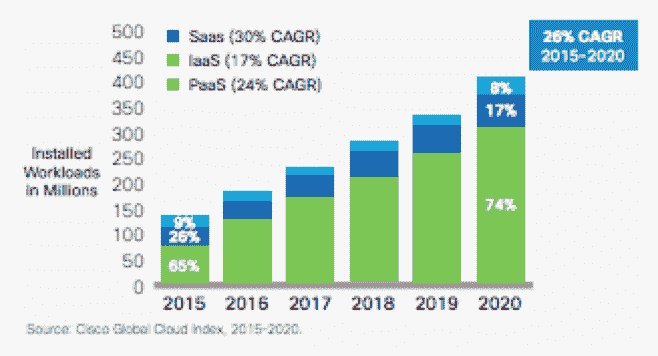 500
450
400
350
300
250
200
150
100
50
0
Installed
Workloads
in Millions
Saas (30% CAGR)
IaaS (17% CAGR)
PaaS (24% CAGR)
26% CAGR
2015-2020
9%
26%
65%
8%
17%
74%
2015 2016 2017 2018 2019 2020
Source: Cisco Global Cloud Index, 2015-2020.